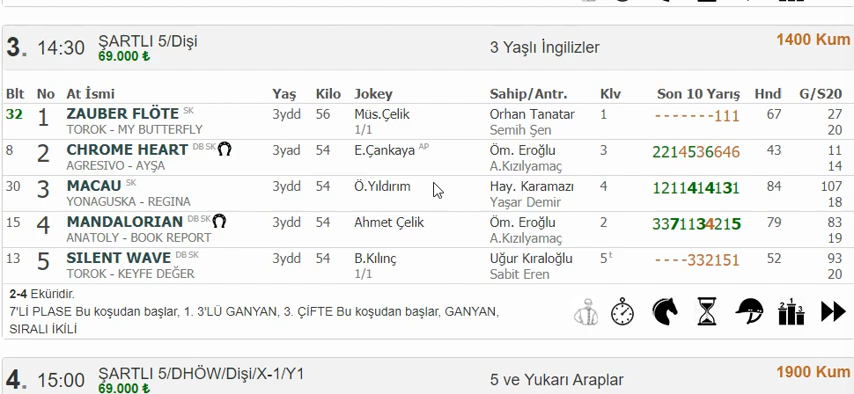 3. 14:30 ŞARTLI 5/Dişi 3 Yaşlı İngilizler 1400 Kum
69.000 ₺
Blt No At İsmi Yaş Kilo Jokey Sahip/Antr. Klv Son 10 Yarış Hnd G/S20
32 1 ZAUBER FLÖTE SK 3ydd 56 Müs.Çelik Orhan Tanatar 1 -------111 67 27
TOROK - MY BUTTERFLY 1/1 Semih Şen 20
8 2 CHROME HEART DB SK 3yad 54 E.Çankaya AP Öm. Eroğlu 3 2214536646 43 11
AGRESIVO - AYŞA A.Kızılyamaç 14
30 3 MACAU SK 3ydd 54 Ö.Yıldırım Hay. Karamazı 4 1211414131 84 107
YONAGUSKA - REGINA Yaşar Demir 18
15 4 MANDALORIAN DB SK 3yad 54 Ahmet Çelik Öm. Eroğlu 2 3371134215 79 83
ANATOLY - BOOK REPORT A.Kızılyamaç 19
13 5 SILENT WAVE DB SK 3ydd 54 B.Kılınç Uğur Kıraloğlu 5t ----332151 52 93
TOROK - KEYFE DEĞER 1/1 Sabit Eren 20
2-4 Eküridir.
7'Lİ PLASE Bu koşudan başlar, 1. 3'LÜ GANYAN, 3. ÇİFTE Bu koşudan başlar, GANYAN,
SIRALI İKİLİ
1 2 3
4. 15:00 ŞARTLI 5/DHÖW/Dişi/X-1/Y1 5 ve Yukarı Araplar 1900 Kum
69.000 ₺